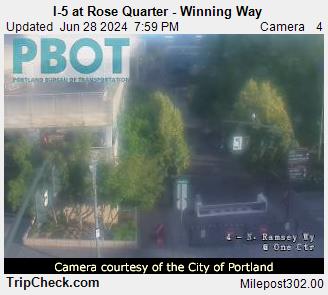 I-5 at Rose Quarter - Winning Way
Updated Jun 28 2024 7:59 PM Camera 4
PBOT
PORTLAND BUREAU OF TRANSPORTATION
5
4 - N. Ramsey Wy
@ One Ctr
Camera courtesy of the City of Portland
TripCheck.com Milepost302.00